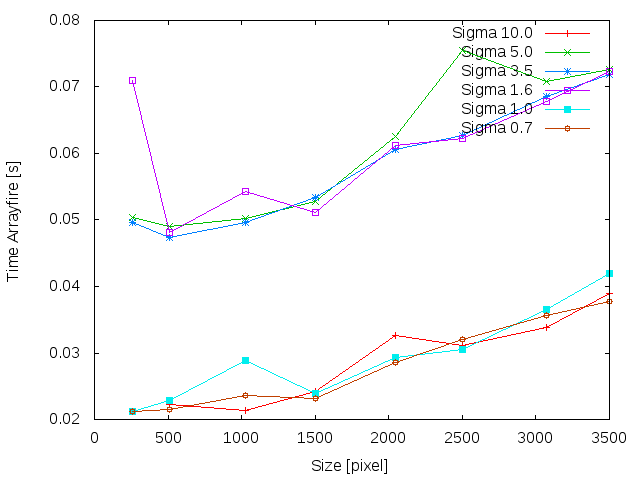 0.08
0.07
0.06
0.05
0.04
0.03
0.02
Time Arrayfire [s]
Sigma 10.0
Sigma 5.0
Sigma 3.5
Sigma 1.6
Sigma 1.0
Sigma 0.7
0 500 1000 1500 2000 2500 3000 3500
Size [pixel]